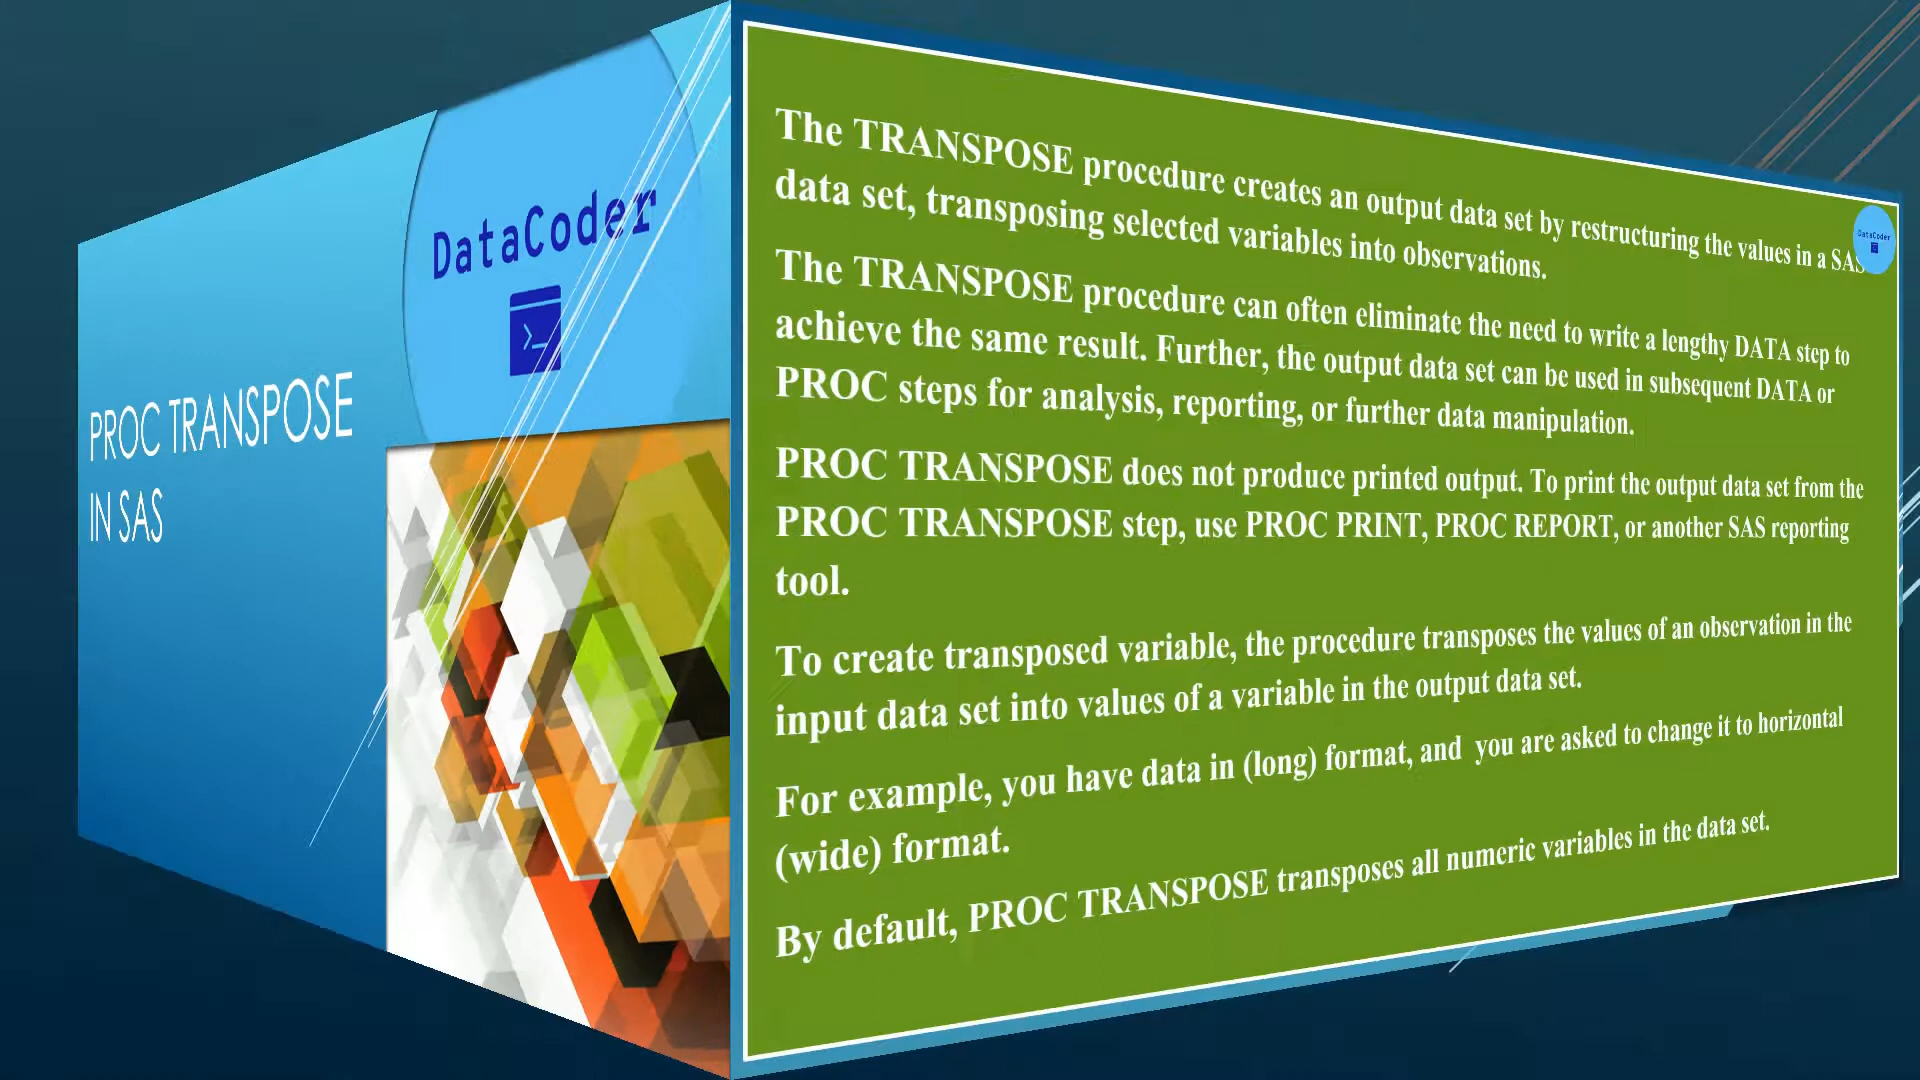 DataCoder
PROC TRANSPOSE
IN SAS
The TRANSPOSE procedure creates an output data set by restructuring the values in a SAS
data set, transposing selected variables into observations.
The TRANSPOSE procedure can often eliminate the need to write a lengthy DATA step to
achieve the same result. Further, the output data set can be used in subsequent DATA or
PROC steps for analysis, reporting, or further data manipulation.
PROC TRANSPOSE does not produce printed output. To print the output data set from the
PROC TRANSPOSE step, use PROC PRINT, PROC REPORT, or another SAS reporting
tool.
To create transposed variable, the procedure transposes the values of an observation in the
input data set into values of a variable in the output data set.
For example, you have data in (long) format, and you are asked to change it to horizontal
(wide) format.
By default, PROC TRANSPOSE transposes all numeric variables in the data set.
DataCoder